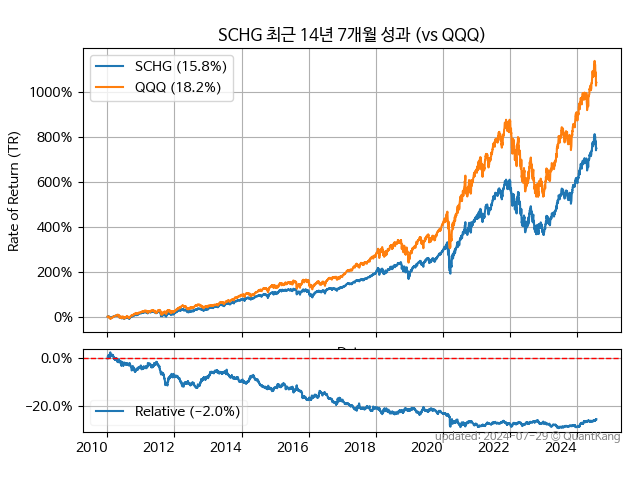 SCHG 최근 14년 7개월 성과 (vs QQQ)
SCHG (15.8%)
QQQ (18.2%)
Rate of Return (TR)
1000%
800%
600%
400%
200%
0%
0.0%
−20.0%
Relative (−2.0%)
2010 2012 2014 2016 2018 2020 2022 2024
updated: 2024-07-29 © QuantKang